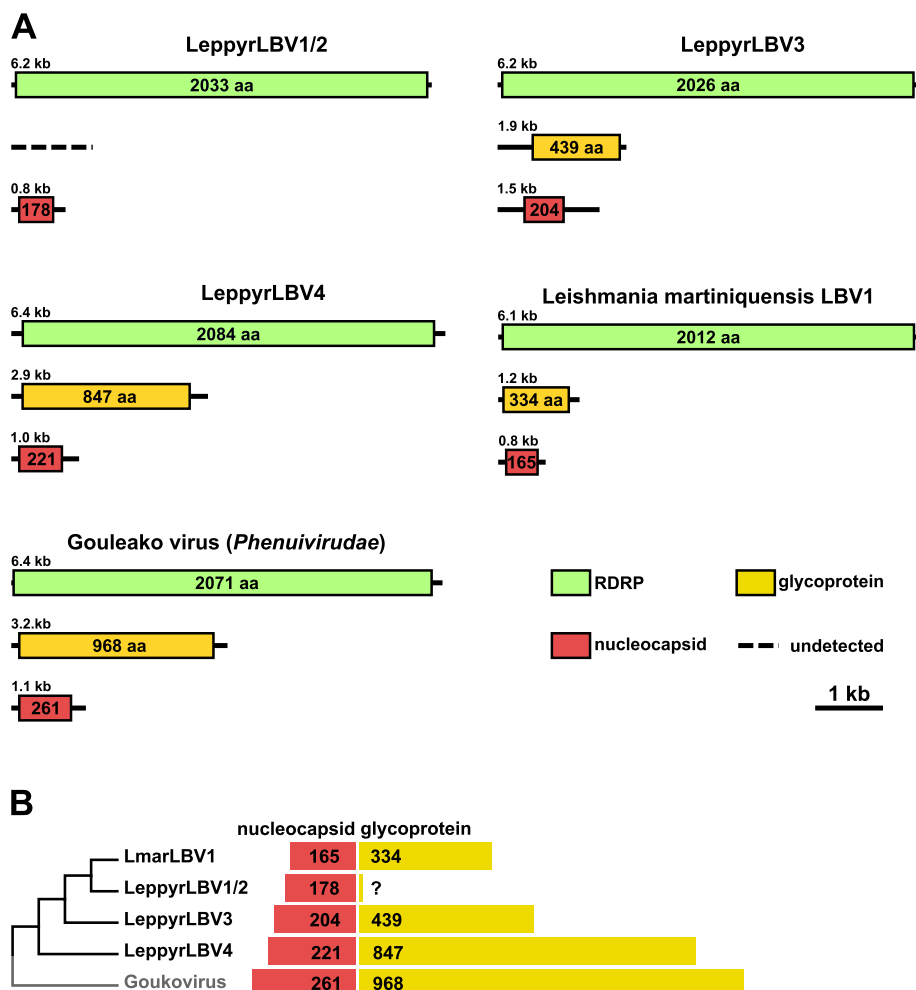 A
LeppyrLBV1/2
6.2 kb
2033 aa
0.8 kb
178
LeppyrLBV3
6.2 kb
2026 aa
1.9 kb
439 aa
1.5 kb
204
LeppyrLBV4
6.4 kb
2084 aa
2.9 kb
847 aa
1.0 kb
221
Leishmania martiniquensis LBV1
6.1 kb
2012 aa
1.2 kb
334 aa
0.8 kb
165
Gouleako virus (Phenuivirudae)
6.4 kb
2071 aa
3.2.kb
968 aa
1.1 kb
261
RDRP
glycoprotein
nucleocapsid
undetected
1 kb
B
nucleocapsid glycoprotein
LmarLBV1 165 334
LeppyrLBV1/2 178 ?
LeppyrLBV3 204 439
LeppyrLBV4 221 847
Goukovirus 261 968